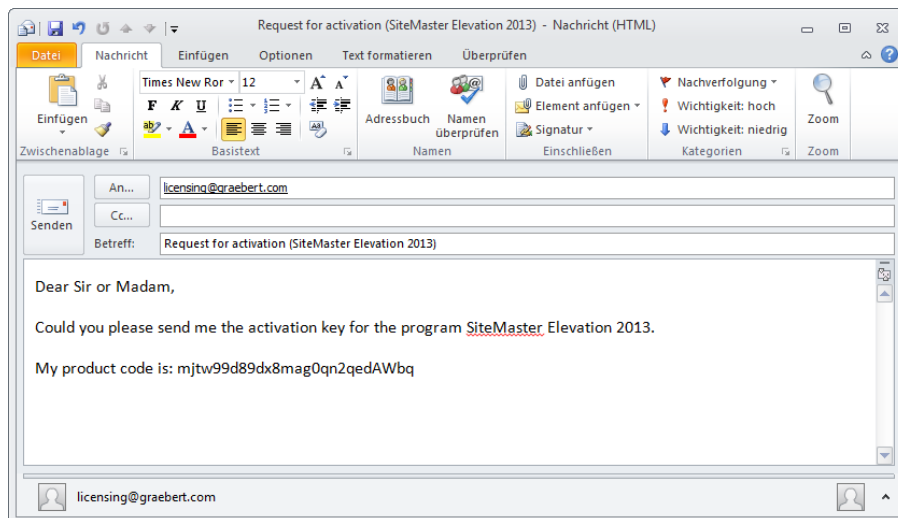 Request for activation (SiteMaster Elevation 2013) - Nachricht (HTML)
Datei Nachricht Einfügen Optionen Text formatieren Überprüfen
Einfügen
Zwischenablage
Times New Ror 12 A A
F K U
ab A
Basistext
Adressbuch
Namen überprüfen
Namen
Datei anfügen
Element anfügen
Signatur
Einschließen
Nachverfolgung
Wichtigkeit: hoch
Wichtigkeit: niedrig
Kategorien
Zoom
Zoom
Senden
An... licensing@graebert.com
Cc...
Betreff: Request for activation (SiteMaster Elevation 2013)
Dear Sir or Madam,
Could you please send me the activation key for the program SiteMaster Elevation 2013.
My product code is: mjtw99d89dx8mag0qn2qedAWbq
licensing@graebert.com